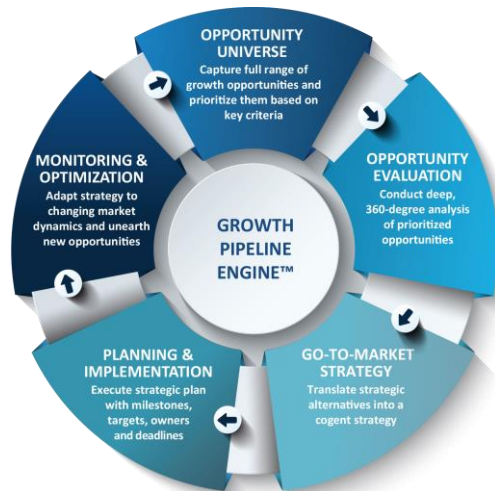 OPPORTUNITY
UNIVERSE
Capture full range of
growth opportunities and
prioritize them based on
key criteria
OPPORTUNITY
EVALUATION
Conduct deep,
360-degree analysis
of prioritized
opportunities
GO-TO-MARKET
STRATEGY
Translate strategic
alternatives into a
cogent strategy
PLANNING &
IMPLEMENTATION
Execute strategic plan
with milestones,
targets, owners
and deadlines
MONITORING &
OPTIMIZATION
Adapt strategy to
changing market
dynamics and unearth
new opportunities
GROWTH
PIPELINE
ENGINE™